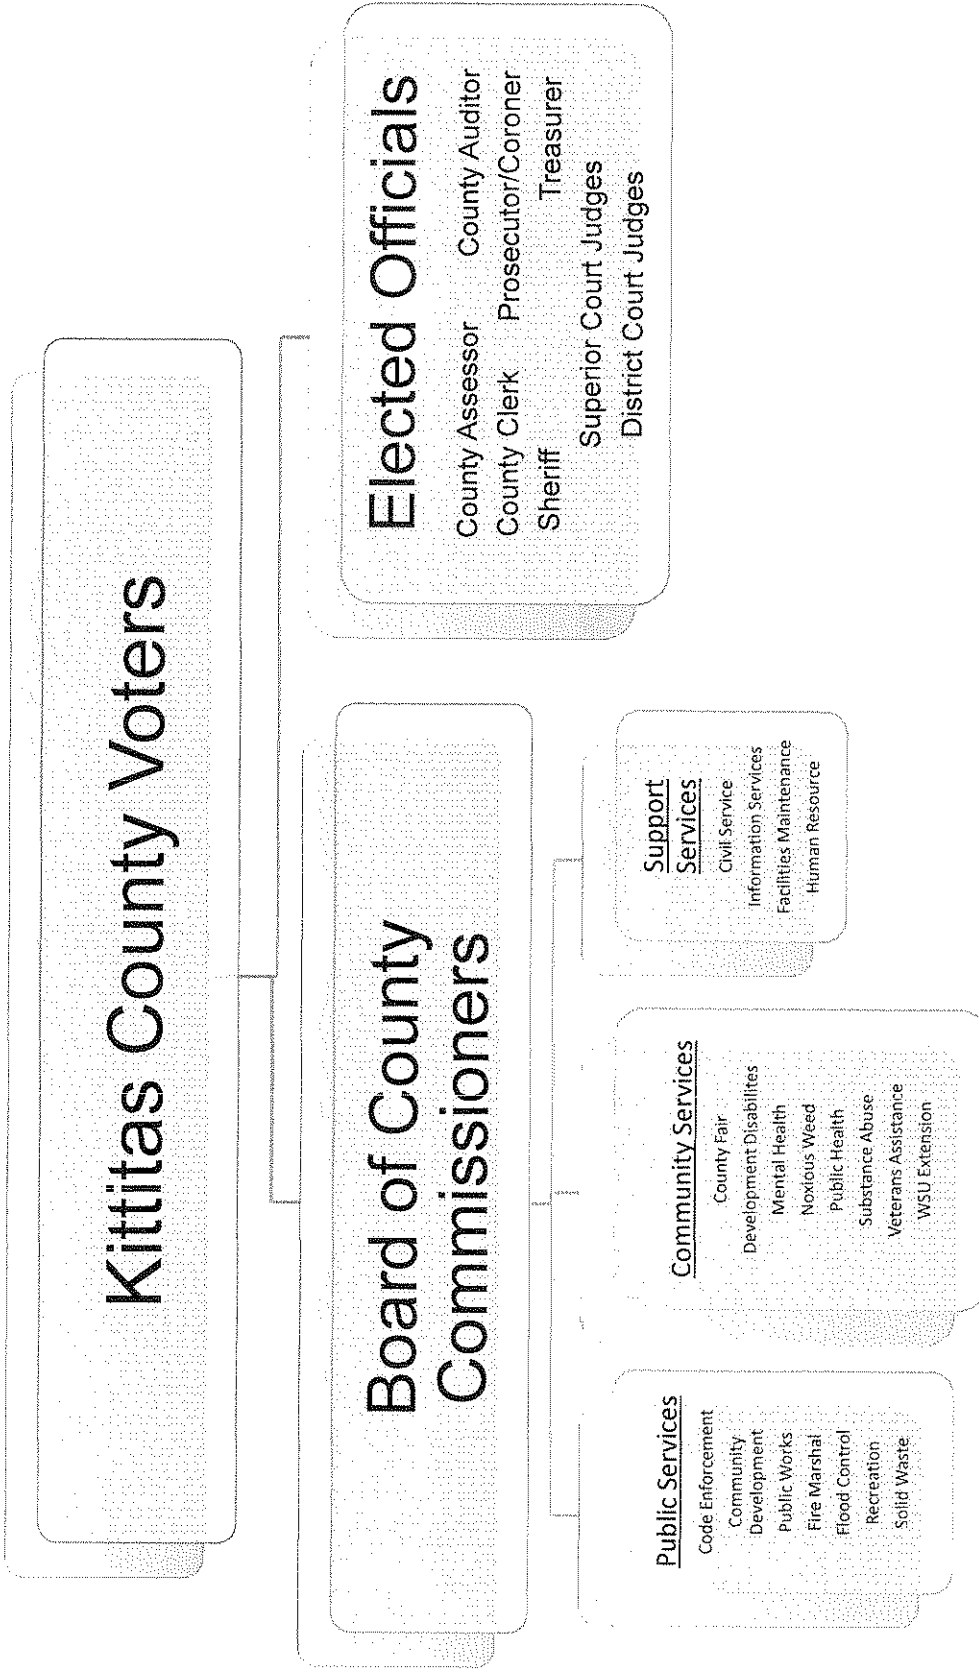 Kittitas County Voters
Board of County
Commissioners
Elected Officials
County Assessor County Auditor
County Clerk Prosecutor/Coroner
Sheriff Treasurer
Superior Court Judges
District Court Judges
Public Services
Code Enforcement
Community
Development
Public Works
Fire Marshal
Flood Control
Recreation
Solid Waste
Community Services
County Fair
Development Disabilites
Mental Health
Noxious Weed
Public Health
Substance Abuse
Veterans Assistance
WSU Extension
Support
Services
Civil Service
Information Services
Facilities Maintenance
Human Resource